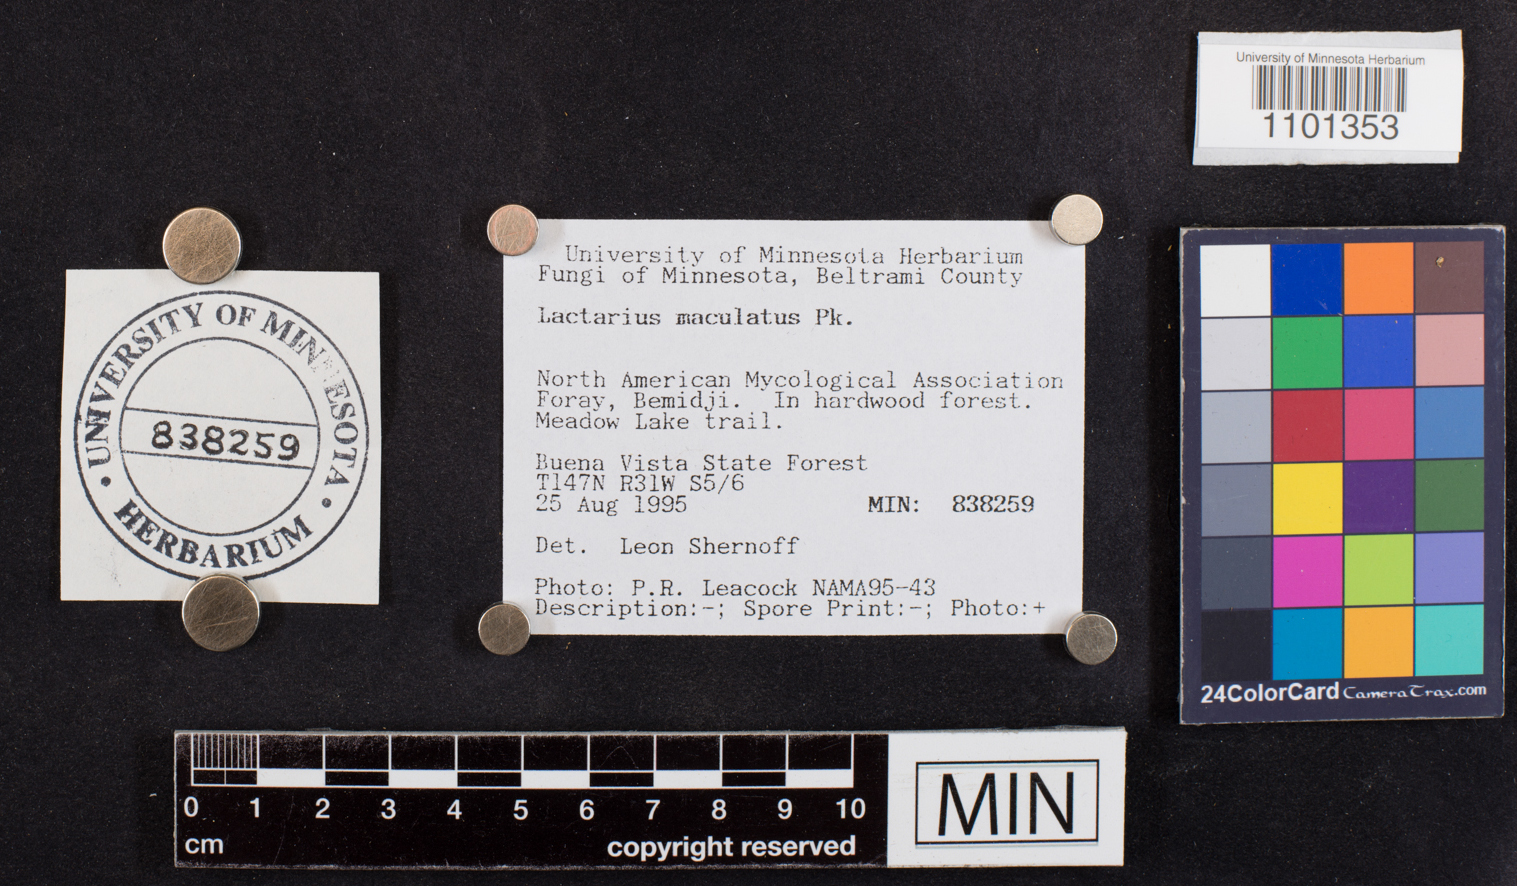 University of Minnesota Herbarium
1101353
University of Minnesota Herbarium
Fungi of Minnesota, Beltrami County
Lactarius maculatus Pk.
North American Mycological Association
Foray, Bemidji. In hardwood forest.
Meadow Lake trail.
Buena Vista State Forest
T147N R31W S5/6
25 Aug 1995 MIN: 838259
Det. Leon Shernoff
Photo: P.R. Leacock NAMA95-43
Description:-; Spore Print:-; Photo:+
UNIVERSITY OF MINNESOTA
838259
• HERBARIUM •
24ColorCard CameraTrax.com
0 1 2 3 4 5 6 7 8 9 10
cm copyright reserved
MIN